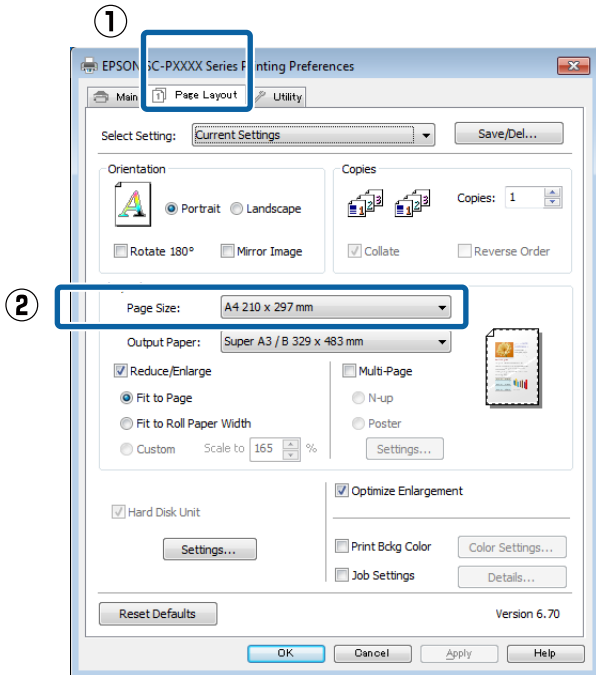 1
EPSON SC-PXXXX Series Printing Preferences
Main
Page Layout
Utility
Select Setting: Current Settings Save/Del...
Orientation
Portrait Landscape
Rotate 180° Mirror Image
Copies
Copies: 1
Collate Reverse Order
2
Page Size: A4 210 x 297 mm
Output Paper: Super A3 / B 329 x 483 mm
Reduce/Enlarge
Fit to Page
Fit to Roll Paper Width
Custom Scale to 165 %
Multi-Page
N-up
Poster
Settings...
Hard Disk Unit
Settings...
Optimize Enlargement
Print Bckg Color Color Settings...
Job Settings Details...
Reset Defaults Version 6.70
OK Cancel Apply Help